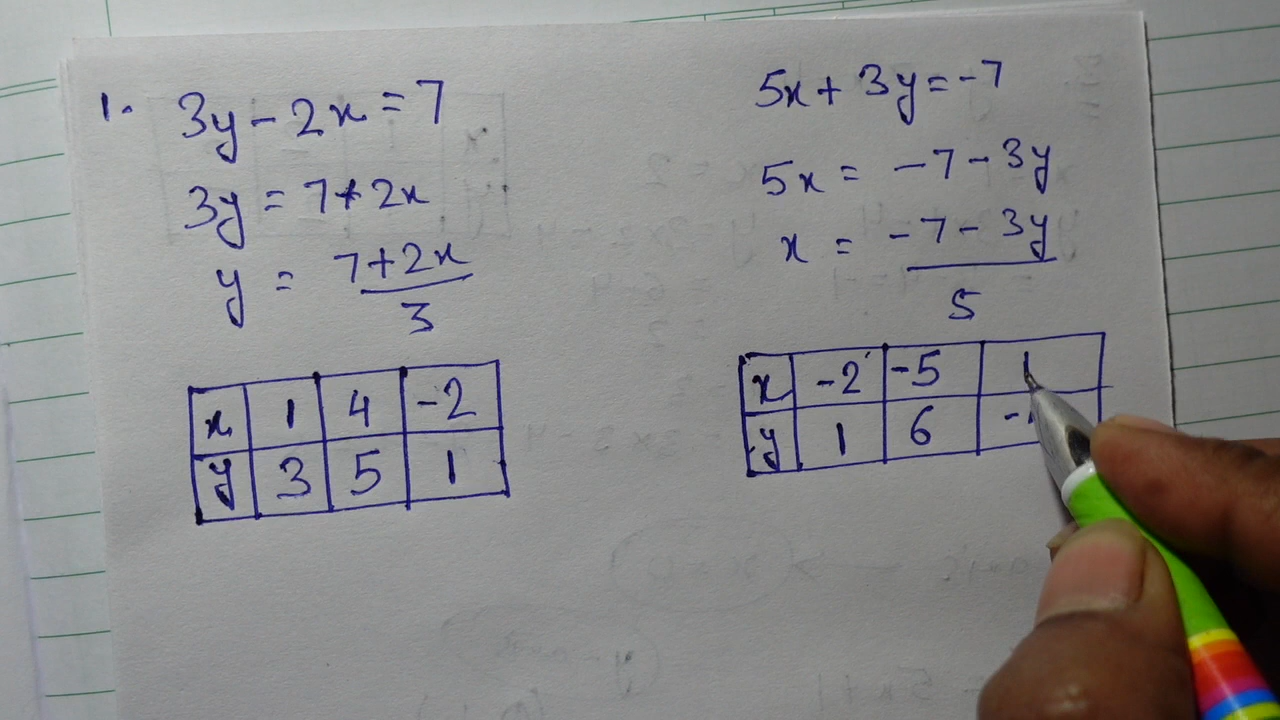 1. 3y - 2x = 7
3y = 7 + 2x
y = 7+2x
3
x 1 4 -2
y 3 5 1
5x + 3y = -7
5x = -7 - 3y
x = -7 - 3y
5
x -2 -5 1
y 1 6